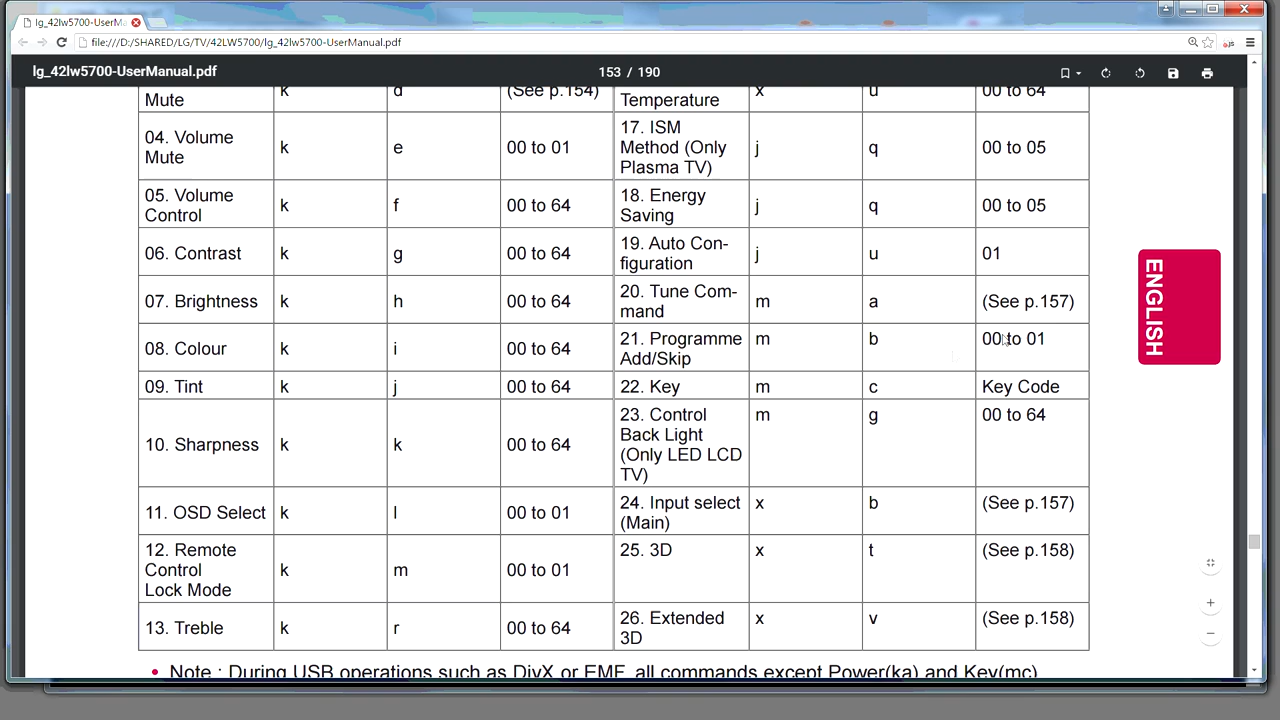 lg_42lw5700-UserMa
file:///D:/SHARED/LG/TV/42LW5700/lg_42lw5700-UserManual.pdf
lg_42lw5700-UserManual.pdf
153 / 190
Mute k d (See p.154) Temperature x u 00 to 64
04. Volume
Mute
k e 00 to 01
17. ISM
Method (Only
Plasma TV)
j q 00 to 05
05. Volume
Control
k f 00 to 64
18. Energy
Saving
j q 00 to 05
06. Contrast k g 00 to 64
19. Auto Con-
figuration
j u 01
07. Brightness k h 00 to 64
20. Tune Com-
mand
m a (See p.157)
08. Colour k i 00 to 64
21. Programme
Add/Skip
m b 00 to 01
09. Tint k j 00 to 64
22. Key m c Key Code
10. Sharpness k k 00 to 64
23. Control
Back Light
(Only LED LCD
TV)
m g 00 to 64
11. OSD Select k l 00 to 01
24. Input select
(Main)
x b (See p.157)
12. Remote
Control
Lock Mode
k m 00 to 01
25. 3D x t (See p.158)
13. Treble k r 00 to 64
26. Extended
3D
x v (See p.158)
• Note : During USB operations such as DivX or EMF, all commands except Power(ka) and Key(mc)
ENGLISH